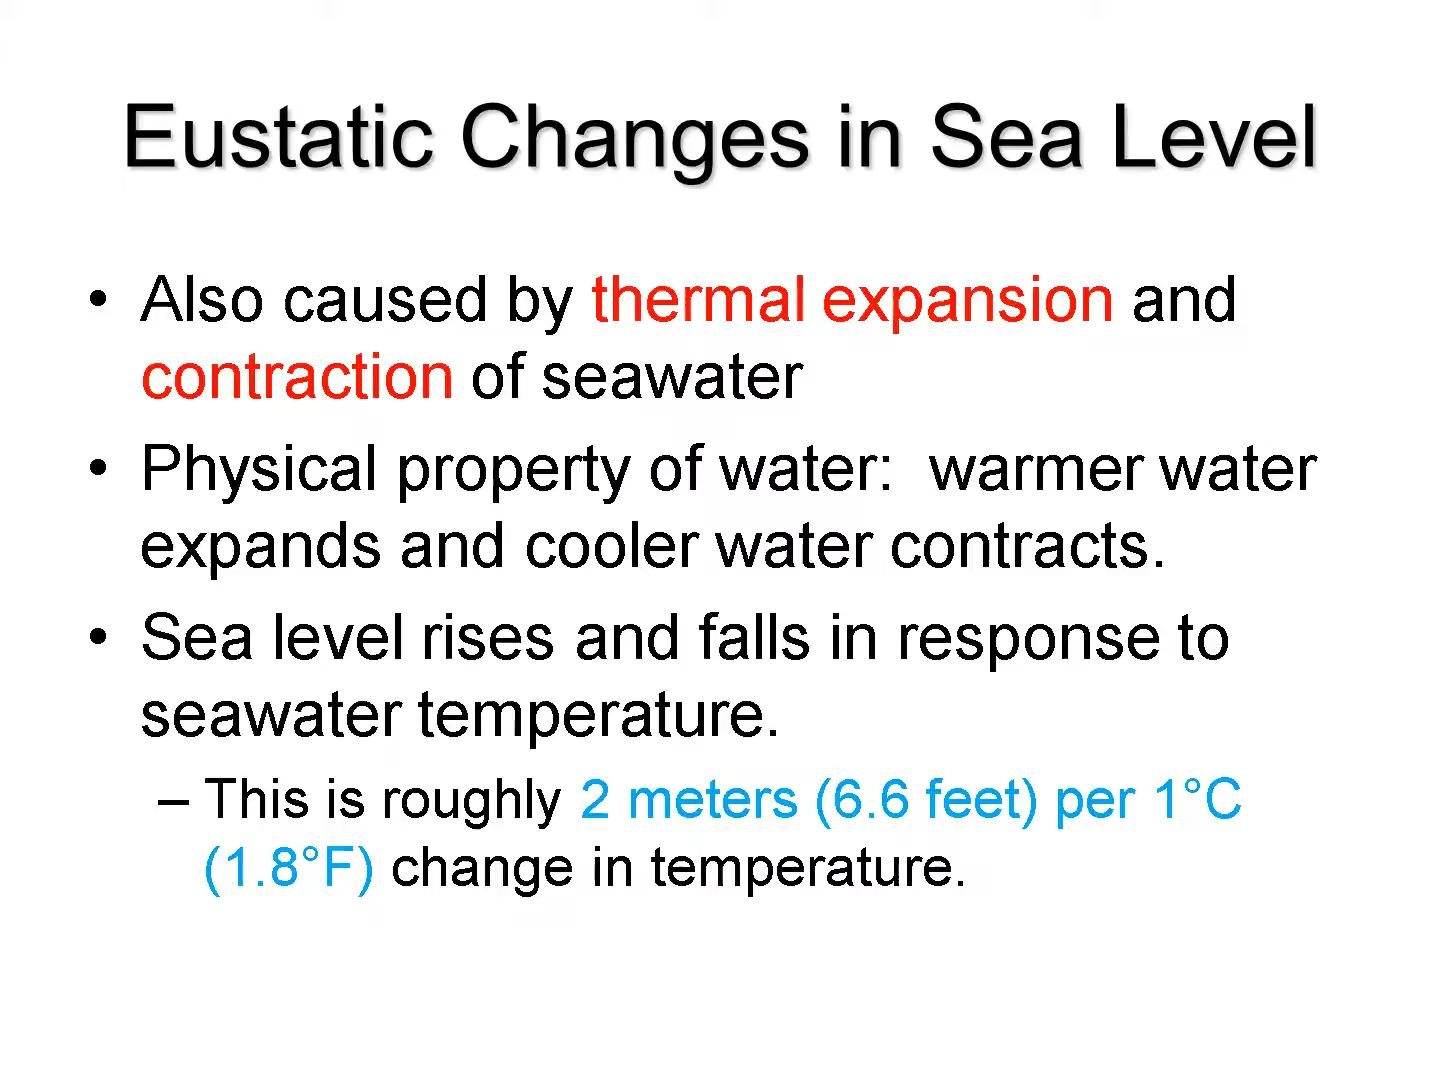 Eustatic Changes in Sea Level
• Also caused by thermal expansion and
contraction of seawater
• Physical property of water:  warmer water
expands and cooler water contracts.
• Sea level rises and falls in response to
seawater temperature.
– This is roughly 2 meters (6.6 feet) per 1°C
(1.8°F) change in temperature.